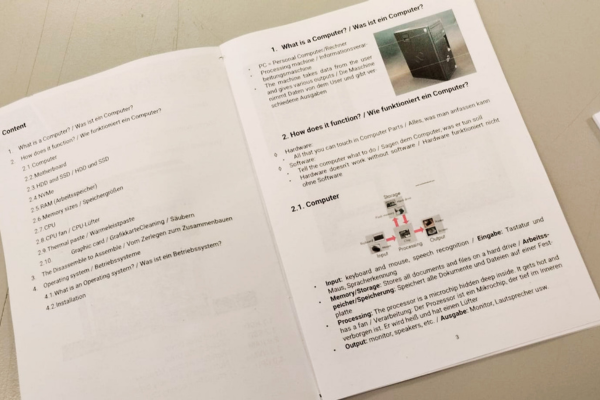 Content
1 What is a Computer? / Was ist ein Computer?
2. How does it function? / Wie funktioniert ein Computer?
2.1.Computer
2.2.Motherboard
2.3.HDD and SSD / HDD und SSD
2.4.NVMe
2.5.RAM (Arbeitsspeicher)
2.6.Memory sizes / Speichergrößen
2.7.CPU
2.8.CPU fan / CPU Lüfter
2.9.Thermal paste / Wärmeleitpaste
2.10. Graphic card / GrafikkarteCleaning / Säubern
3. The Disassemble to Assemble / Vom Zerlegen zum Zusammenbauen
4. Operating system / Betriebssysteme
4.1.What is an Operating system? / Was ist ein Betriebssystem?
4.2.Installation
1. What is a Computer? / Was ist ein Computer?
PC – Personal Computer/Rechner
Processing machine / Informationsverar-
beitungsmaschine
The machine takes data from the user
and gives various outputs / Die Maschine
nimmt Daten von dem User und gibt ver
schiedene Ausgaben
2. How does it function? / Wie funktioniert ein Computer?
Hardware:
All that you can touch in Computer Parts / Alles, was man anfassen kann
Software:
Tell the computer what to do / Sagen dem Computer, was er tun soll
Hardware doesn't work without software / Hardware funktioniert nicht
ohne Software
2.1. Computer
Storage
Input
Processing
Output
• Input: keyboard and mouse, speech recognition / Eingabe: Tastatur und
Maus, Spracherkennung
• Memory/Storage: Stores all documents and files on a hard drive / Arbeitss-
peicher/Speicherung: Speichert alle Dokumente und Dateien auf einer Fest-
platte
• Processing: The processor is a microchip hidden deep inside. It gets hot and
has a fan / Verarbeitung: Der Prozessor ist ein Mikrochip, der tief im Inneren
verborgen ist. Er wird heiß und hat einen Lüfter
• Output: monitor, speakers, etc. / Ausgabe: Monitor, Lautsprecher usw.
3